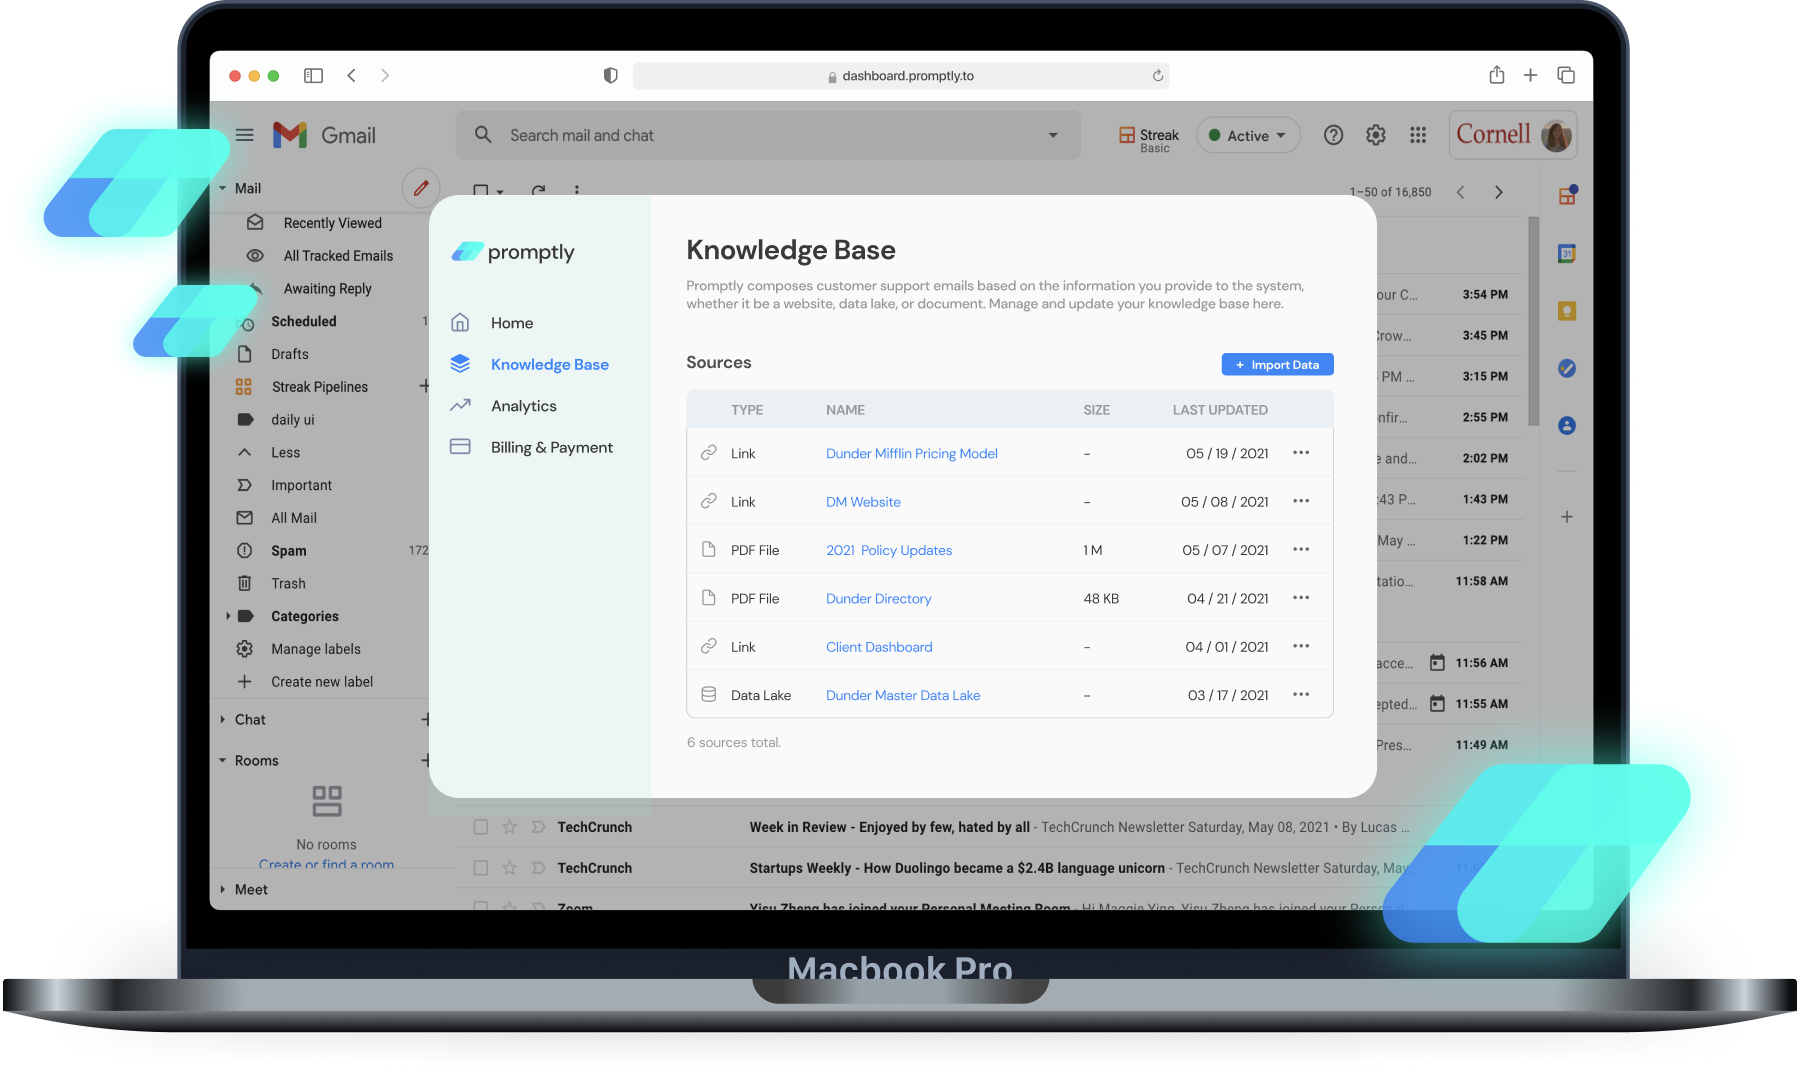 dashboard.promptly.to
Gmail
Search mail and chat
Streak
Basic
Active
Cornell
Mail
1–50 of 16,850
Recently Viewed
All Tracked Emails
Awaiting Reply
Scheduled 1
Drafts
Streak Pipelines
daily ui
Less
Important
All Mail
Spam 172
Trash
Categories
Manage labels
Create new label
Chat
Rooms
No rooms
Create or find a room
Meet
promptly
Home
Knowledge Base
Analytics
Billing & Payment
Knowledge Base
Promptly composes customer support emails based on the information you provide to the system,
whether it be a website, data lake, or document. Manage and update your knowledge base here.
Sources
+ Import Data
TYPE NAME SIZE LAST UPDATED
Link Dunder Mifflin Pricing Model - 05 / 19 / 2021 •••
Link DM Website - 05 / 08 / 2021 •••
PDF File 2021 Policy Updates 1 M 05 / 07 / 2021 •••
PDF File Dunder Directory 48 KB 04 / 21 / 2021 •••
Link Client Dashboard - 04 / 01 / 2021 •••
Data Lake Dunder Master Data Lake - 03 / 17 / 2021 •••
6 sources total.
our C... 3:54 PM
Crow... 3:45 PM
PM ... 3:15 PM
nfir... 2:55 PM
e and... 2:02 PM
:43 P... 1:43 PM
May ... 1:22 PM
tatio... 11:58 AM
acce... 11:56 AM
epted... 11:55 AM
Pres... 11:49 AM
31
TechCrunch Week in Review - Enjoyed by few, hated by all - TechCrunch Newsletter Saturday, May 08, 2021 • By Lucas ...
TechCrunch Startups Weekly - How Duolingo became a $2.4B language unicorn - TechCrunch Newsletter Saturday, May
Zoom Yisu Zheng has joined your Personal Meeting Room - Hi Maggie Ying, Yisu Zheng has joined your Personal
Macbook Pro